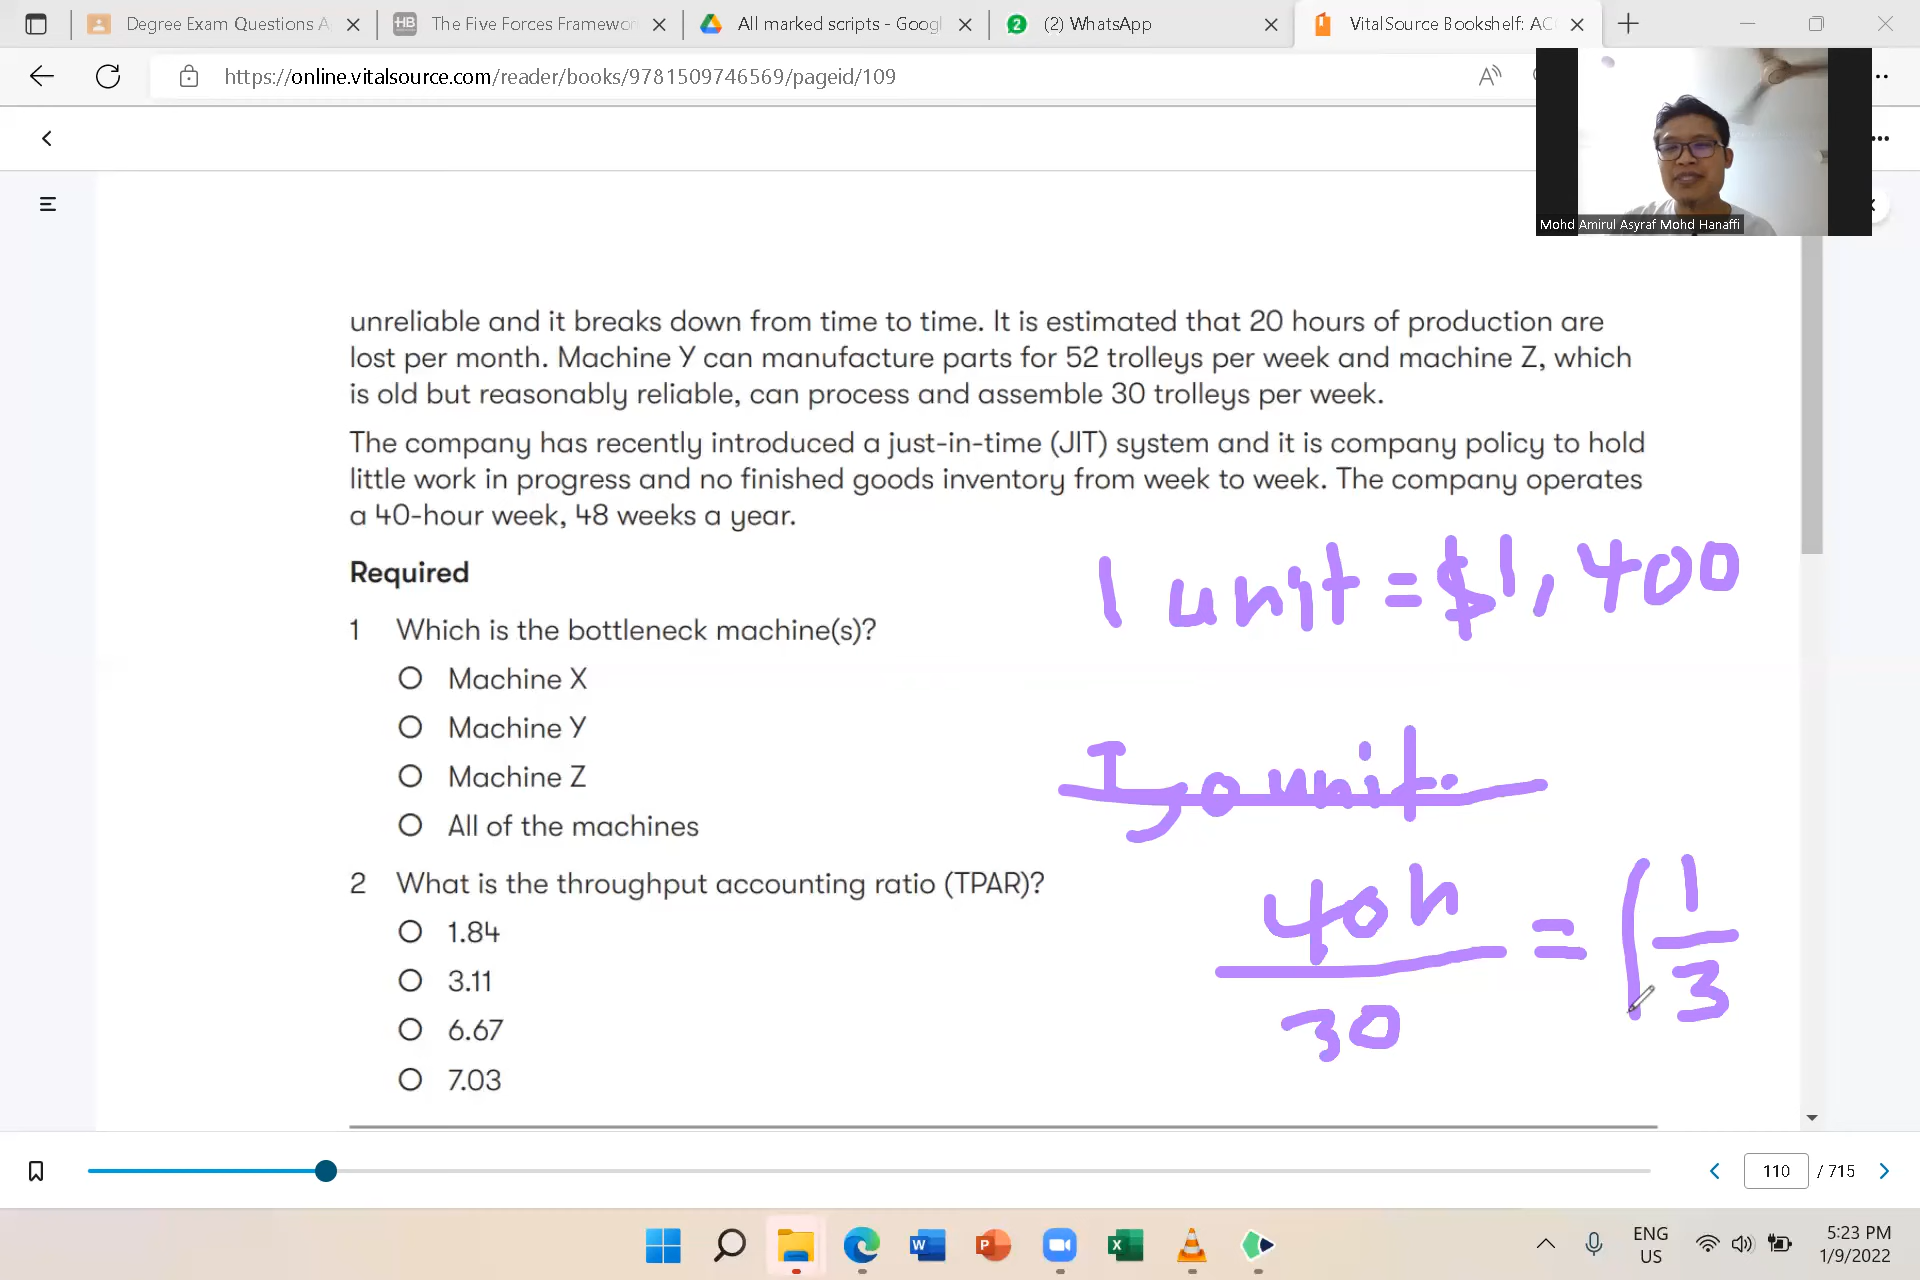 Degree Exam Questions A
The Five Forces Framewor
All marked scripts - Googl
(2) WhatsApp
VitalSource Bookshelf: AC
https://online.vitalsource.com/reader/books/9781509746569/pageid/109
Mohd Amirul Asyraf Mohd Hanaffi
unreliable and it breaks down from time to time. It is estimated that 20 hours of production are
lost per month. Machine Y can manufacture parts for 52 trolleys per week and machine Z, which
is old but reasonably reliable, can process and assemble 30 trolleys per week.
The company has recently introduced a just-in-time (JIT) system and it is company policy to hold
little work in progress and no finished goods inventory from week to week. The company operates
a 40-hour week, 48 weeks a year.
Required
1 Which is the bottleneck machine(s)?
Machine X
Machine Y
Machine Z
All of the machines
2 What is the throughput accounting ratio (TPAR)?
1.84
3.11
6.67
7.03
1 unit = $1,400
40h
30
= ( 1
3
110 / 715
ENG
US
5:23 PM
1/9/2022